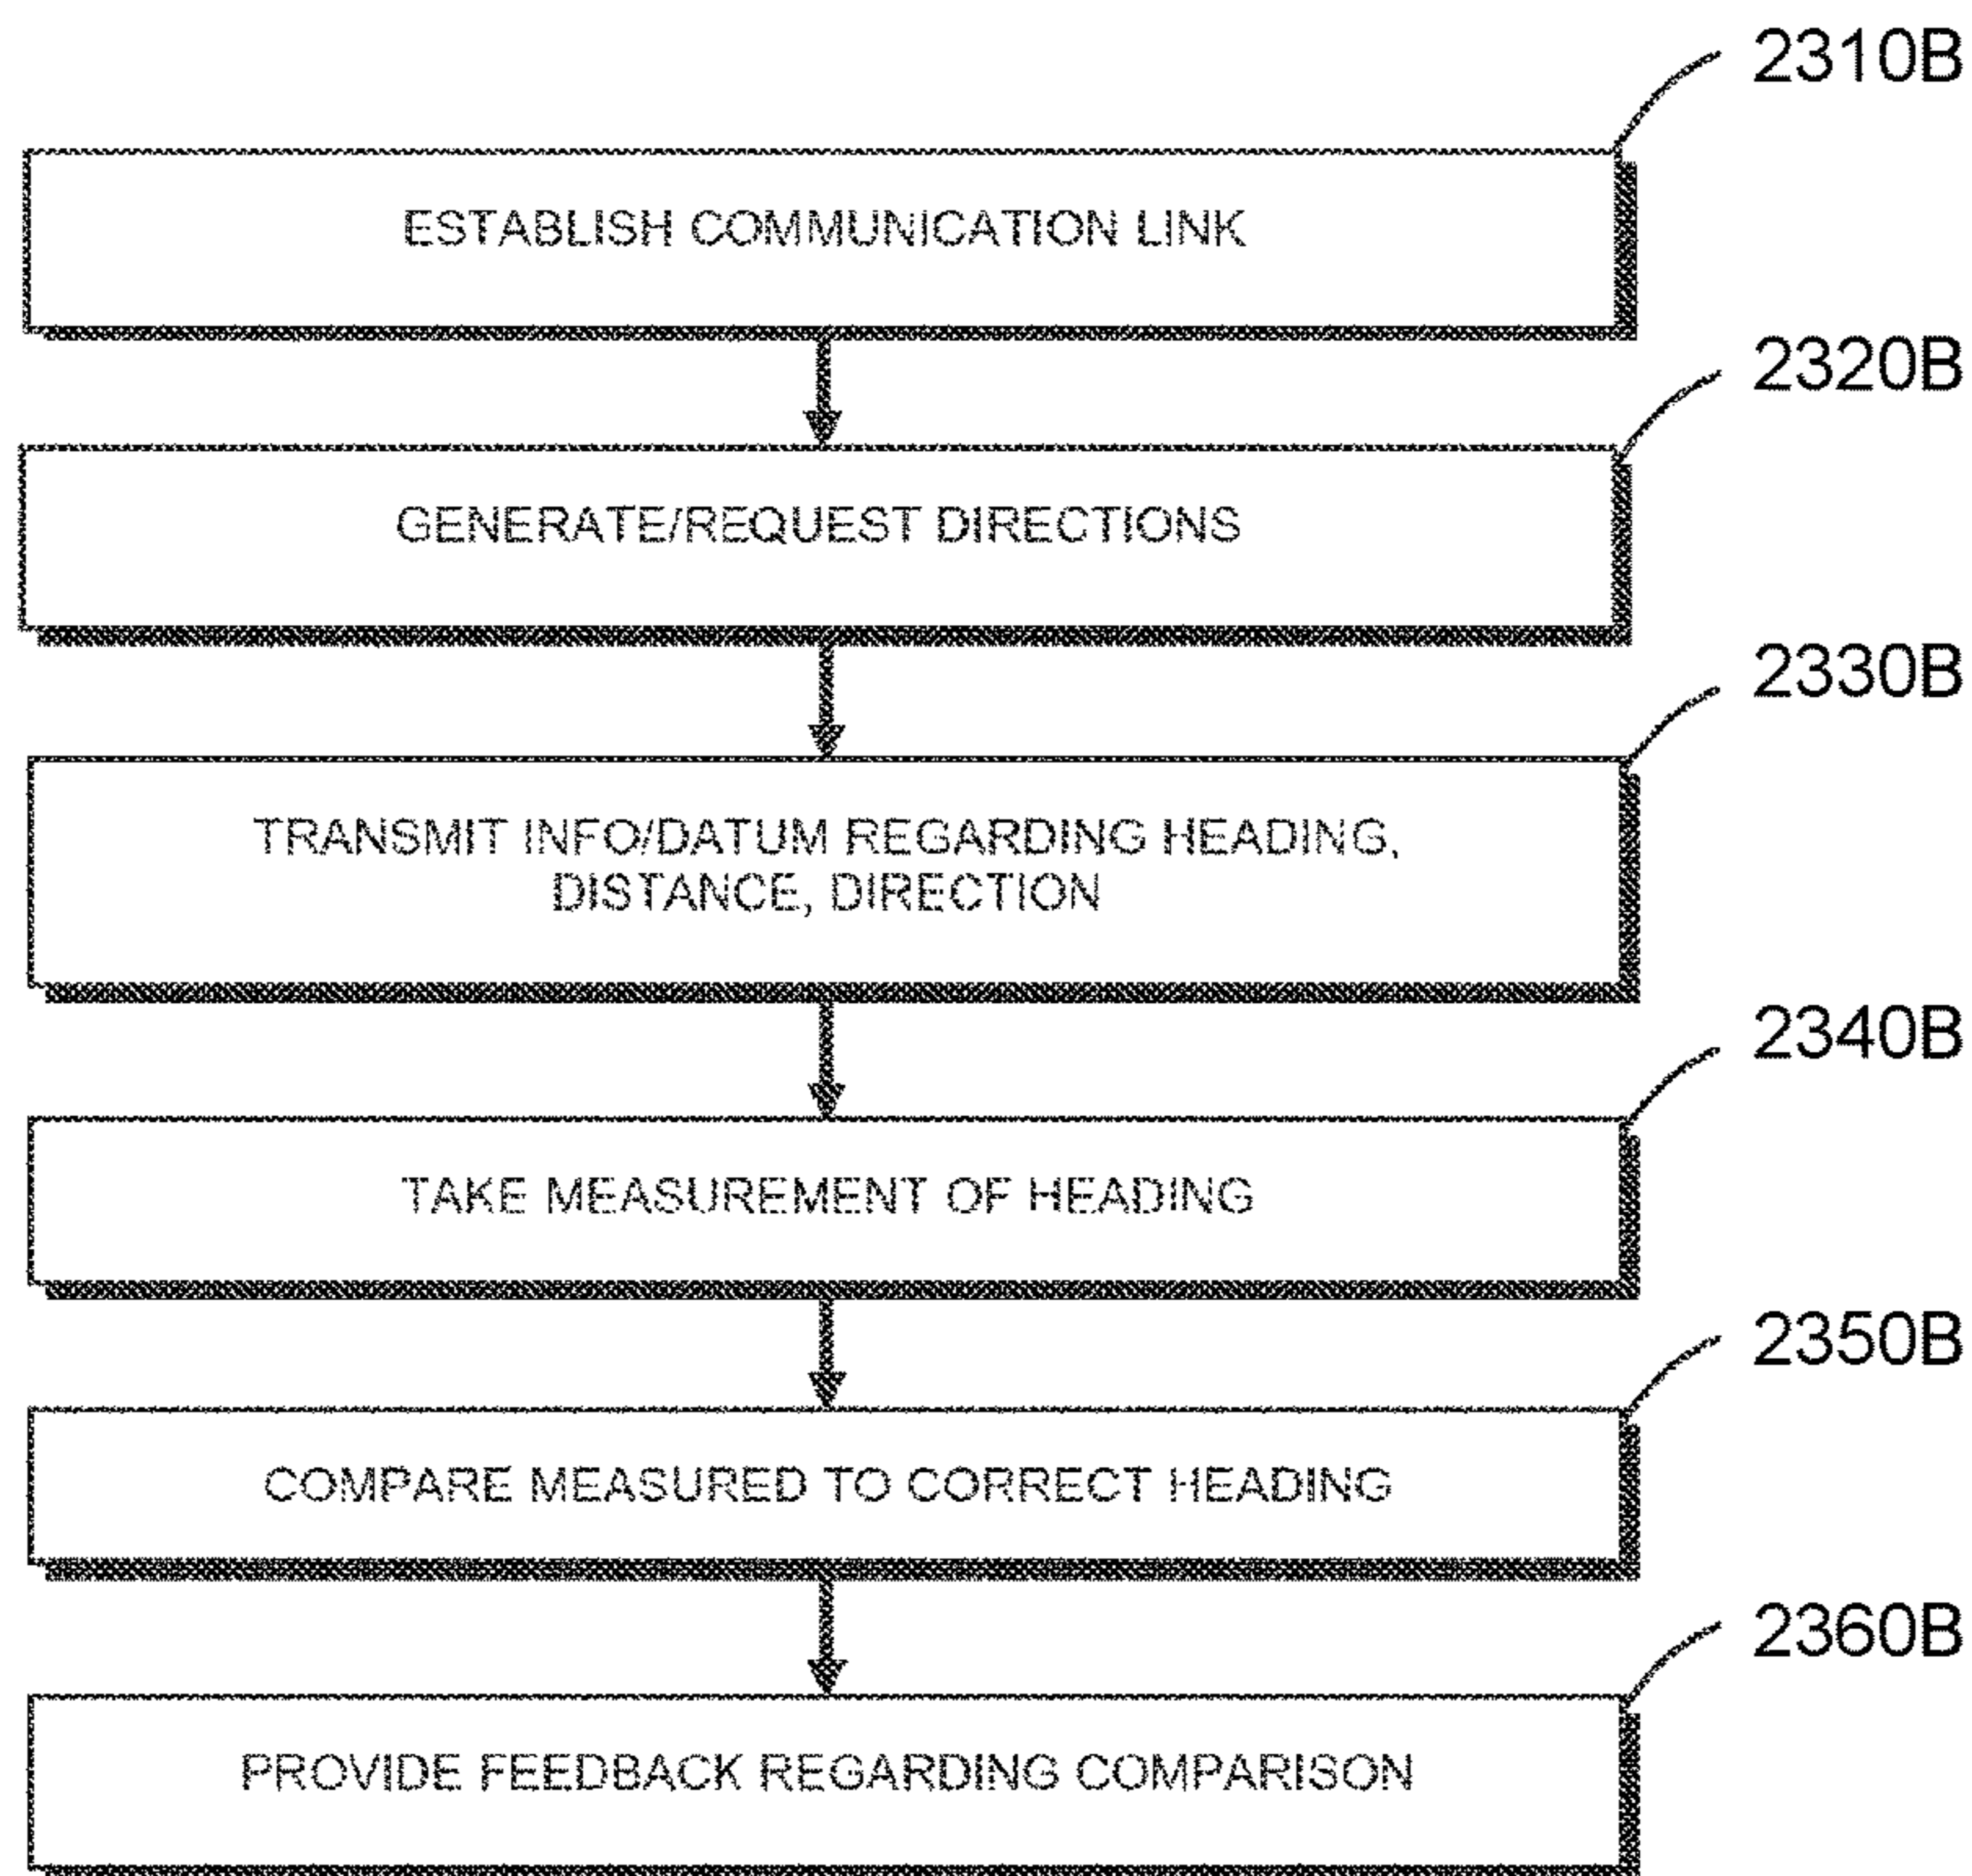 2310B
ESTABLISH COMMUNICATION LINK
2320B
GENERATE/REQUEST DIRECTIONS
2330B
TRANSMIT INFO/DATUM REGARDING HEADING,
DISTANCE, DIRECTION
2340B
TAKE MEASUREMENT OF HEADING
2350B
COMPARE MEASURED TO CORRECT HEADING
2360B
PROVIDE FEEDBACK REGARDING COMPARISON